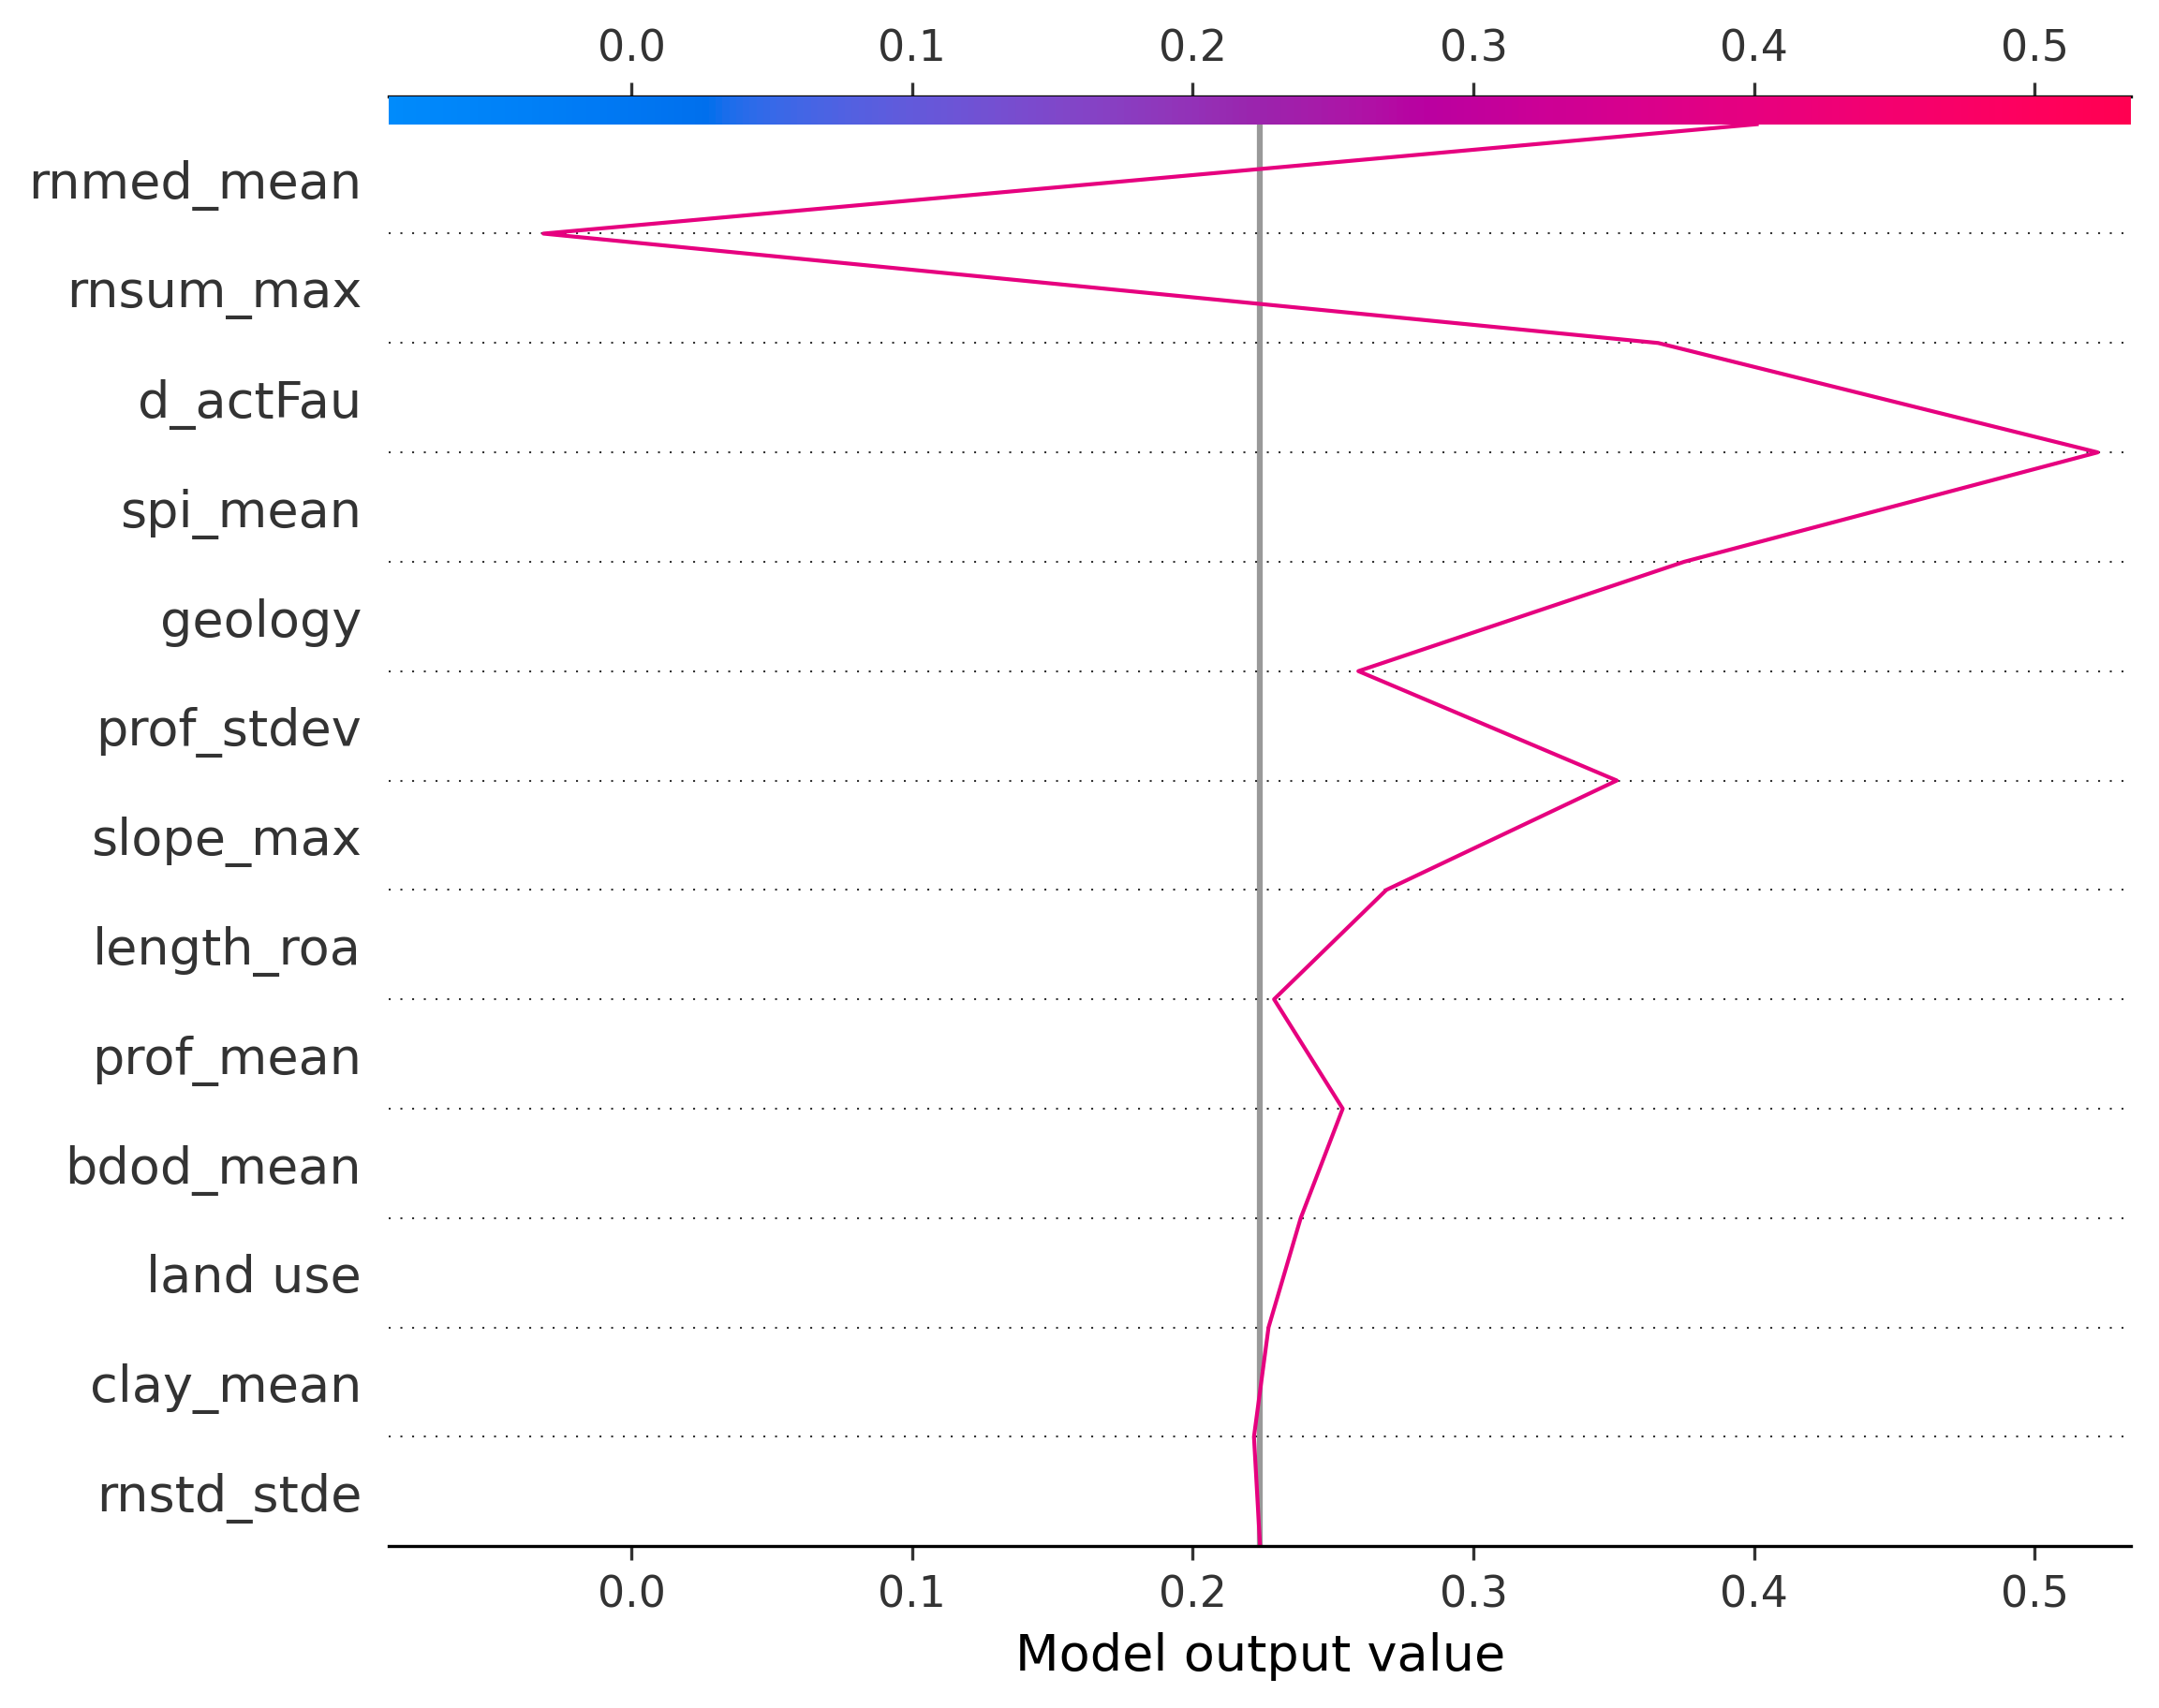 0.0 0.1 0.2 0.3 0.4 0.5
rnmed_mean
rnsum_max
d_actFau
spi_mean
geology
prof_stdev
slope_max
length_roa
prof_mean
bdod_mean
land use
clay_mean
rnstd_stde
0.0 0.1 0.2 0.3 0.4 0.5
Model output value